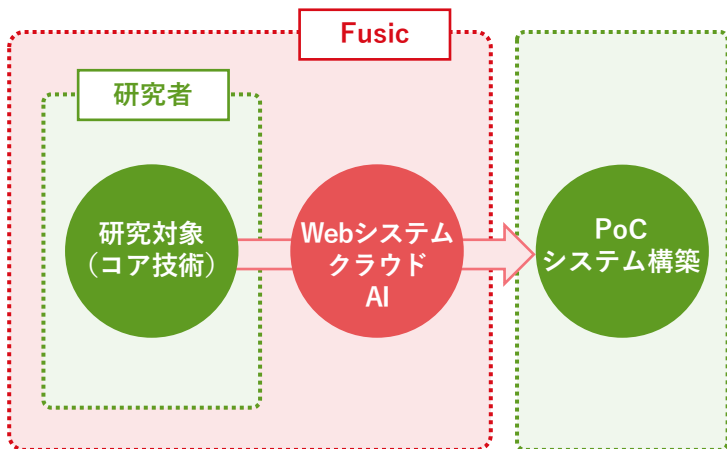 Fusic
研究者
研究対象
（コア技術）
Webシステム
クラウド
AI
PoC
システム構築